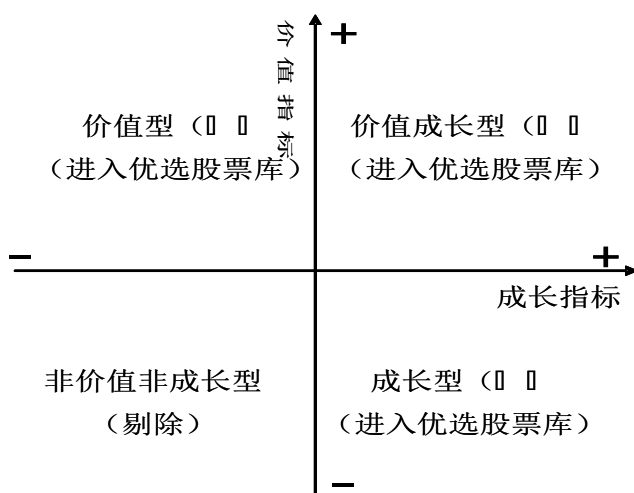 价值指标
+
价值型（
（进入优选股票库）
价值成长型（
（进入优选股票库）
−
+
成长指标
非价值非成长型
（剔除）
成长型（
（进入优选股票库）
−